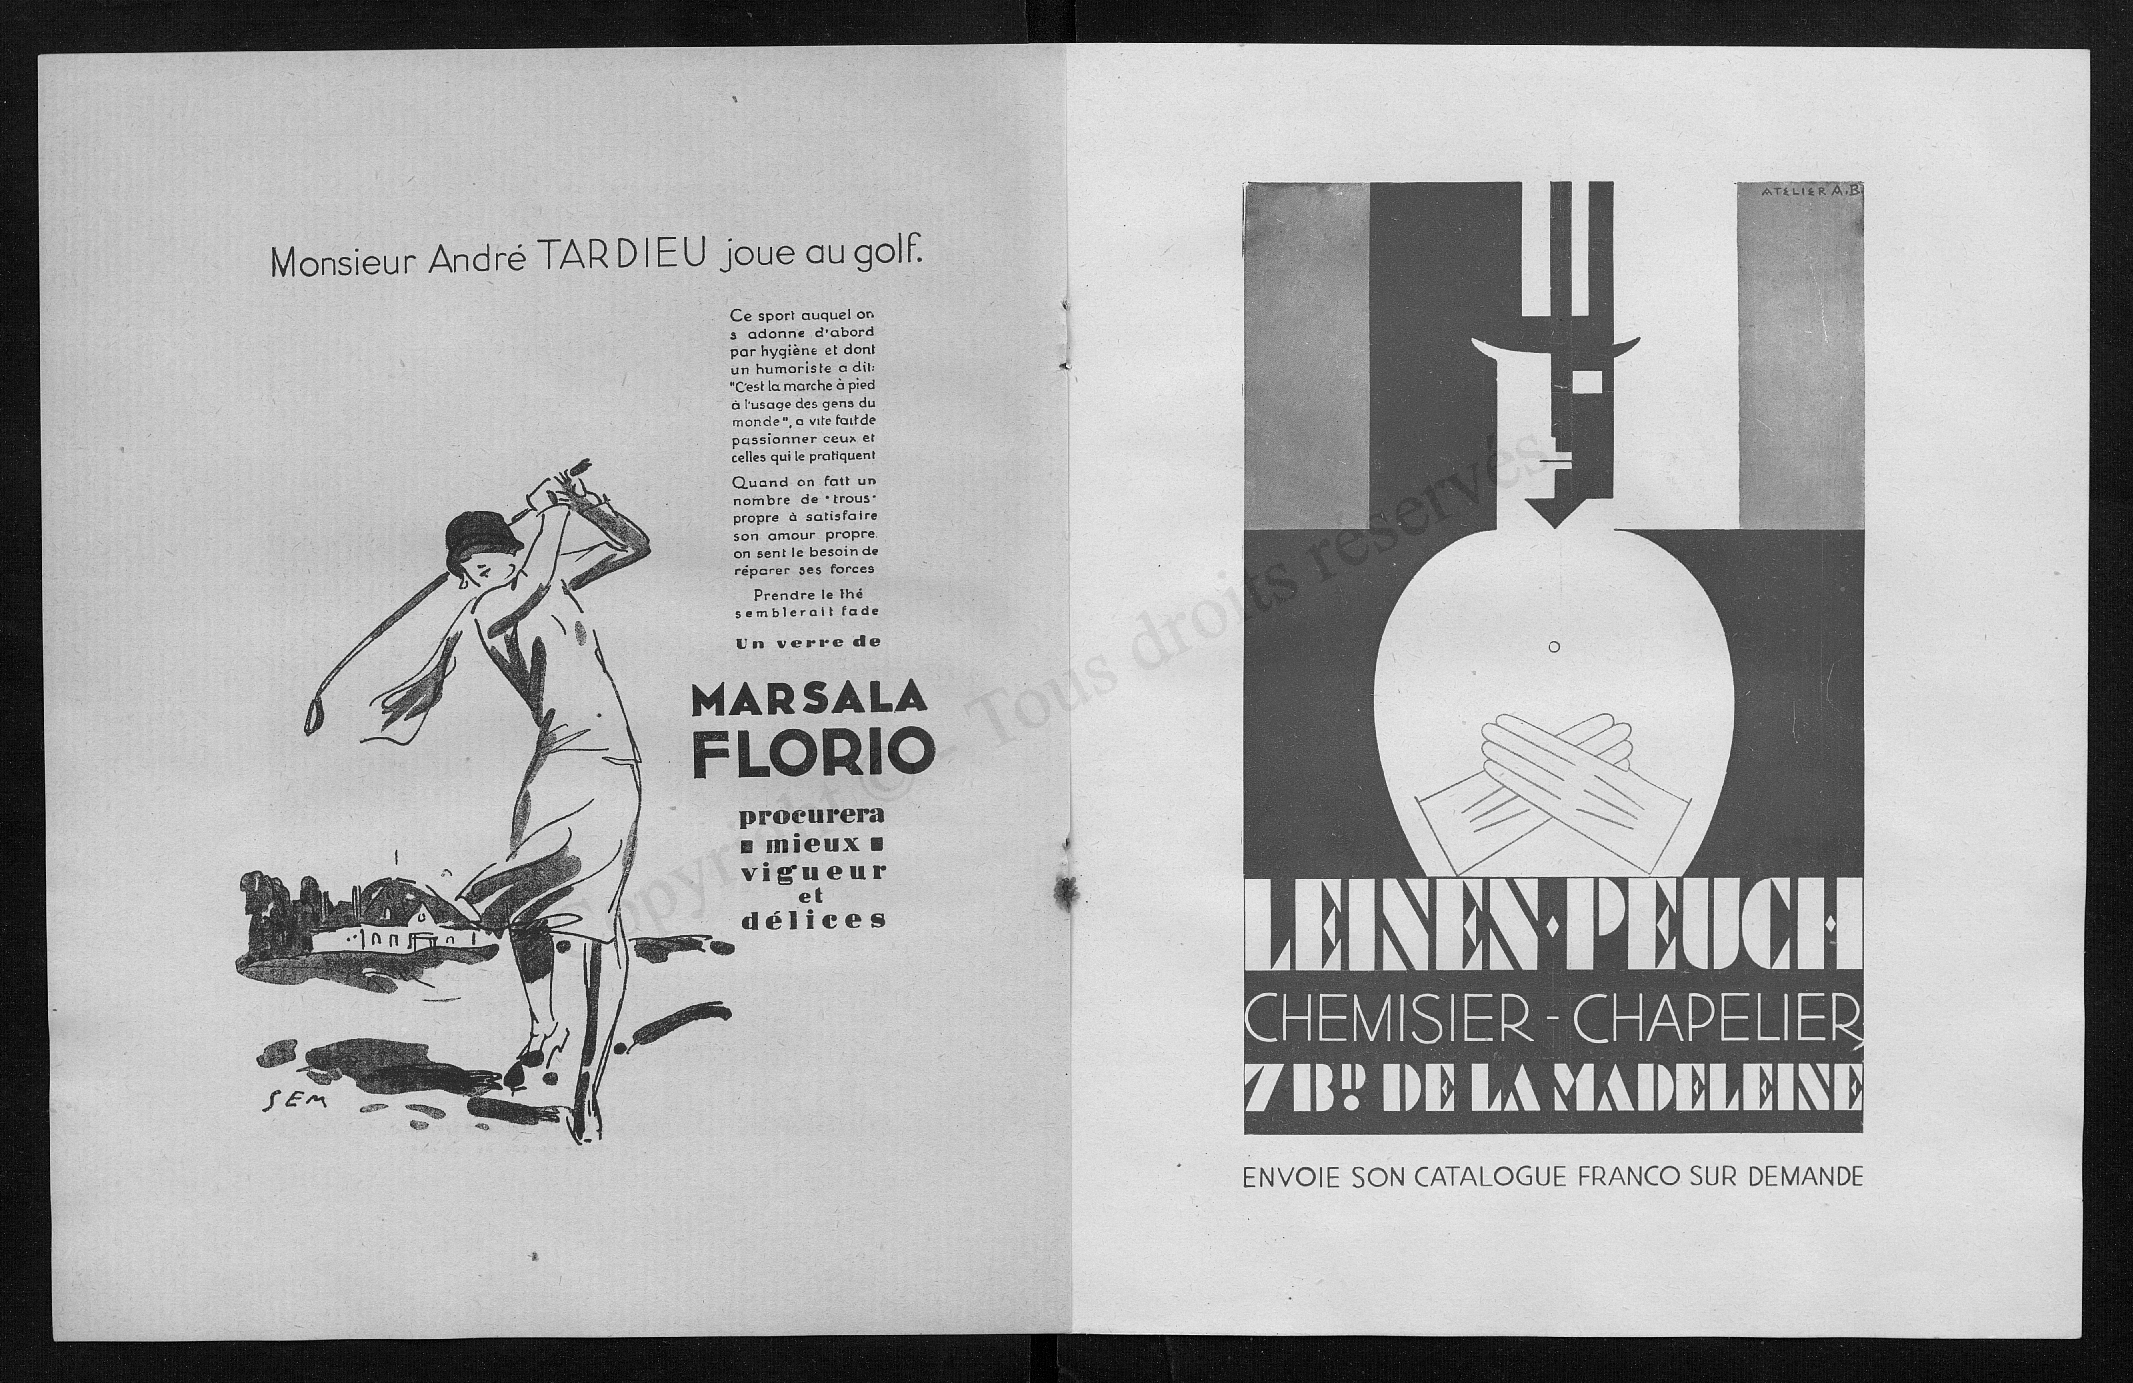 Monsieur André TARDIEU joue au golf.
Ce sport auquel on
s adonne d'abord
par hygiène et dont
un humoriste a dit:
"C'est la marche à pied
à l'usage des gens du
monde", a vite fait de
passionner ceux et
celles qui le pratiquent
Quand on fait un
nombre de "trous"
propre à satisfaire
son amour propre.
on sent le besoin de
réparer ses forces
Prendre le thé
semblerait fade
Un verre de
MARSALA
FLORIO
procurera
mieux
vigueur
et
délices
SEM
ATELIER A.B
LEINEN·PEUCH
CHEMISIER - CHAPELIER,
7 BD DE LA MADELEINE
ENVOIE SON CATALOGUE FRANCO SUR DEMANDE
Copyright © - Tous droits réservés.